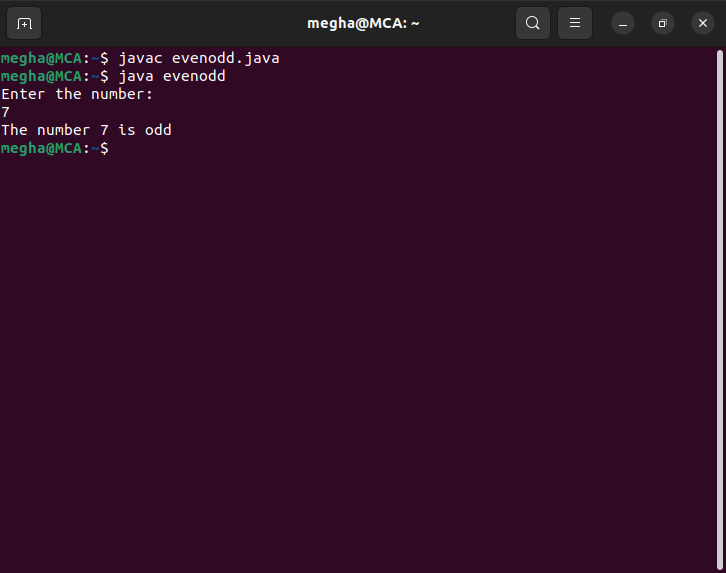 megha@MCA: ~
megha@MCA:~$ javac evenodd.java
megha@MCA:~$ java evenodd
Enter the number:
7
The number 7 is odd
megha@MCA:~$